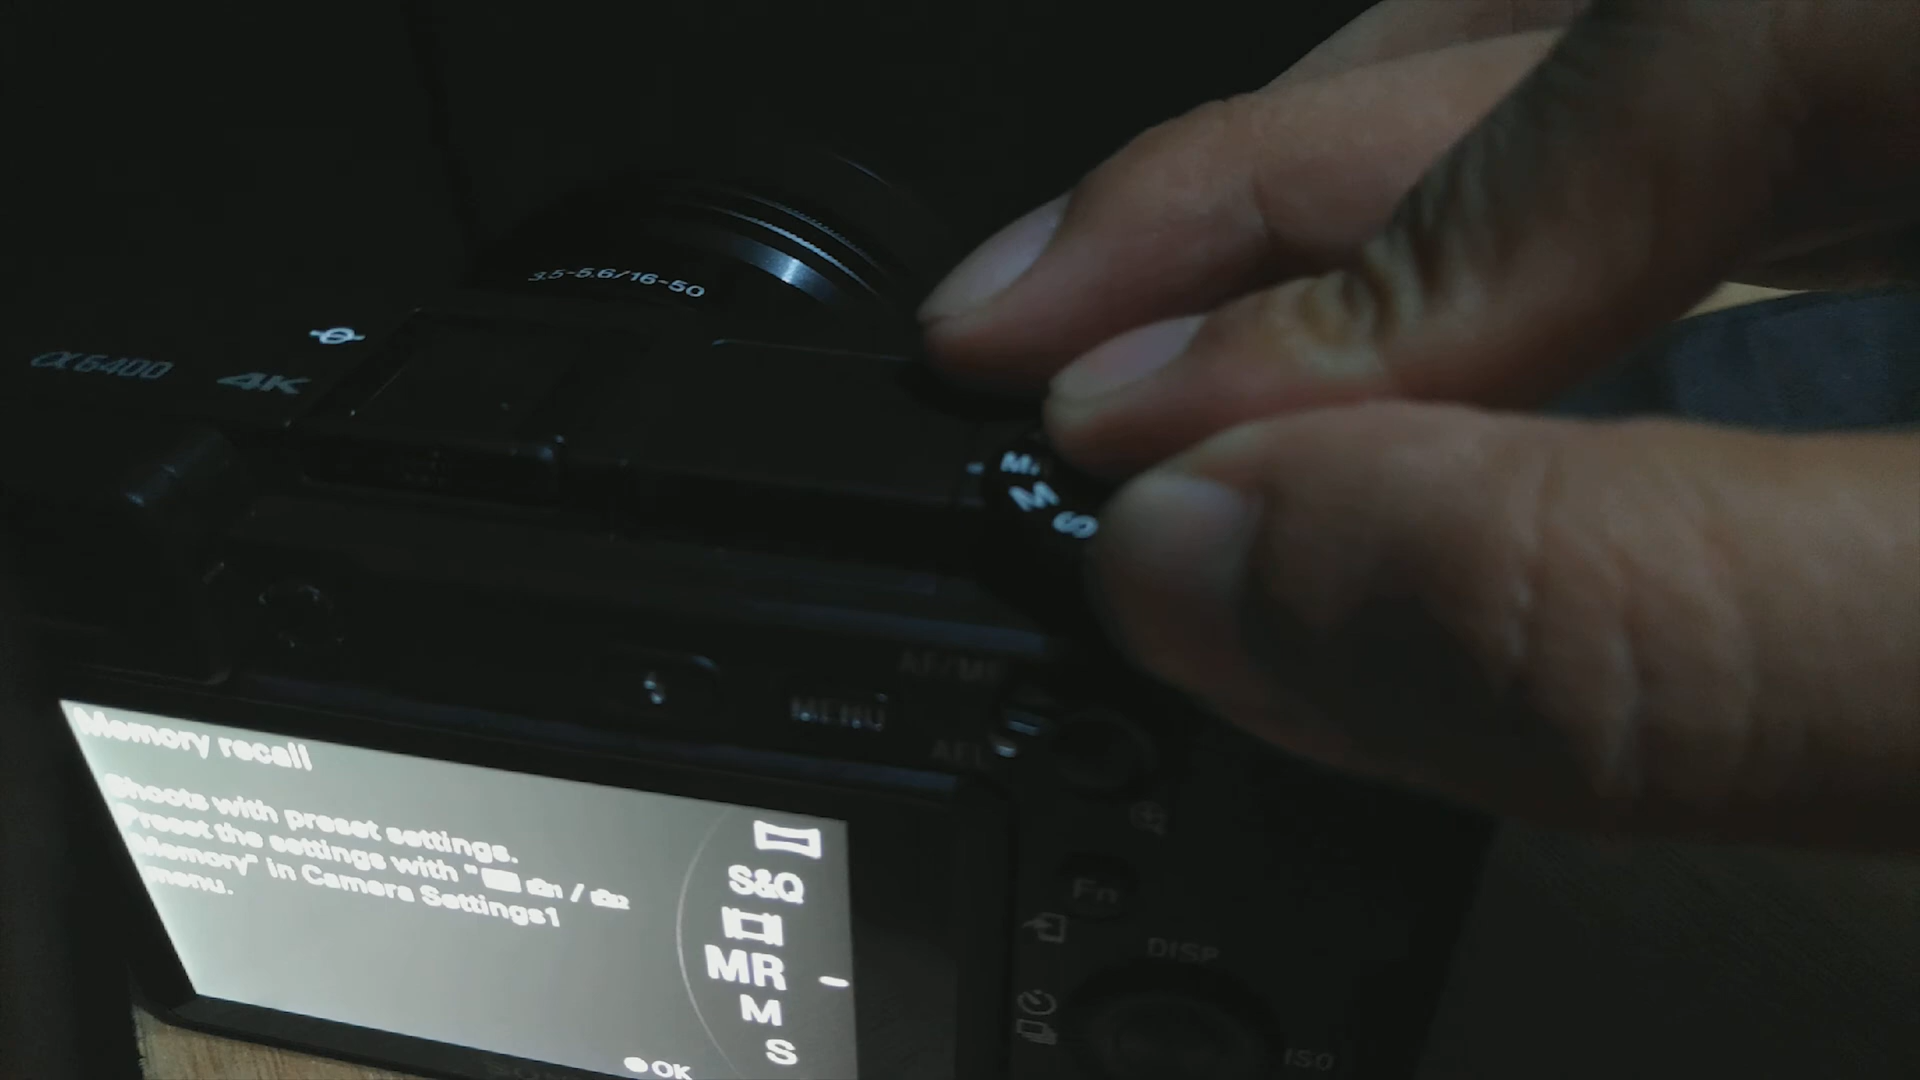 3.5-5.6/16-50
α6400
4K
M
S
AF/MF
MENU
AEL
Memory recall
Shoots with preset settings.
Preset the settings with "
/
Memory" in Camera Settings1
menu.
S&Q
MR
M
S
OK
Fn
DISP
ISO